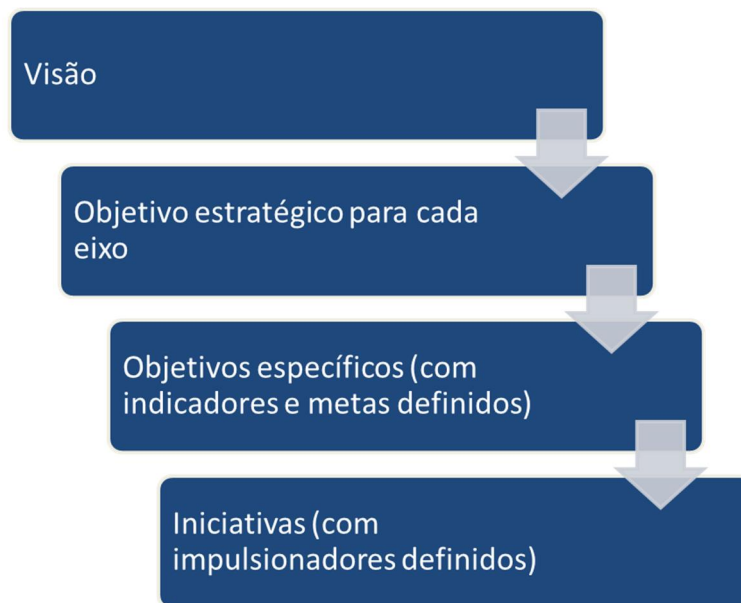 Visão
Objetivo estratégico para cada
eixo
Objetivos específicos (com
indicadores e metas definidos)
Iniciativas (com
impulsionadores definidos)